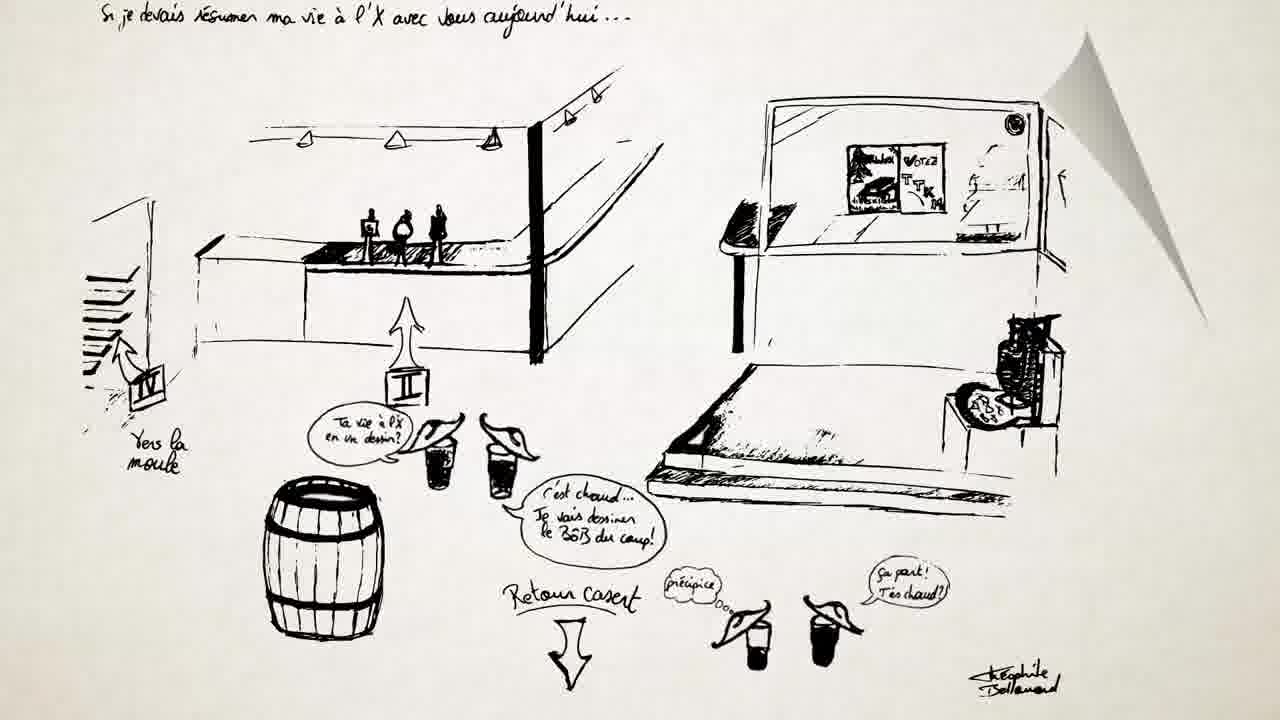 Si je devais résumer ma vie à l'X avec vous aujourd'hui...
VOTEZ
TTK
IV
II
Vers la
moule
Ta vie à l'X
en un dessin?
C'est chaud...
Je vais dessiner
le BôB du coup!
Retour Casert
précipice
ça part!
T'es chaud?
Théophile